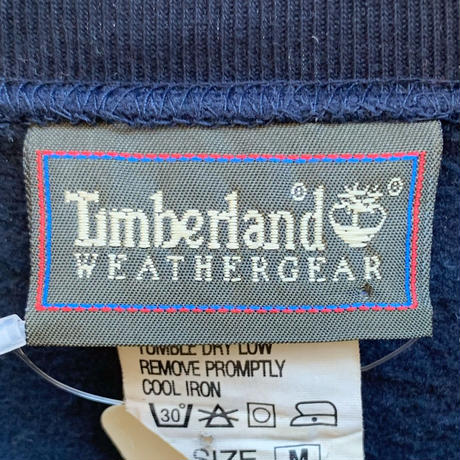 Timberland ® ®
WEATHERGEAR
TUMBLE DRY LOW
REMOVE PROMPTLY
COOL IRON
30°
SIZE M